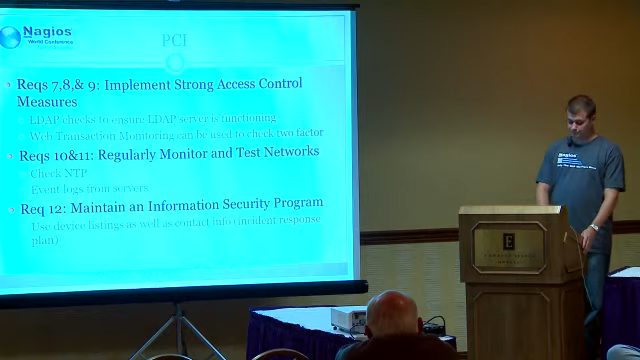 Nagios
World Conference
PCI
Reqs 7,8,& 9: Implement Strong Access Control
Measures
LDAP checks to ensure LDAP server is functioning
Web Transaction Monitoring can be used to check two factor
Reqs 10&11: Regularly Monitor and Test Networks
Check NTP
Event logs from servers
Req 12: Maintain an Information Security Program
Use device listings as well as contact info (incident response
plan)
Nagios
E
EMBASSY SUITES